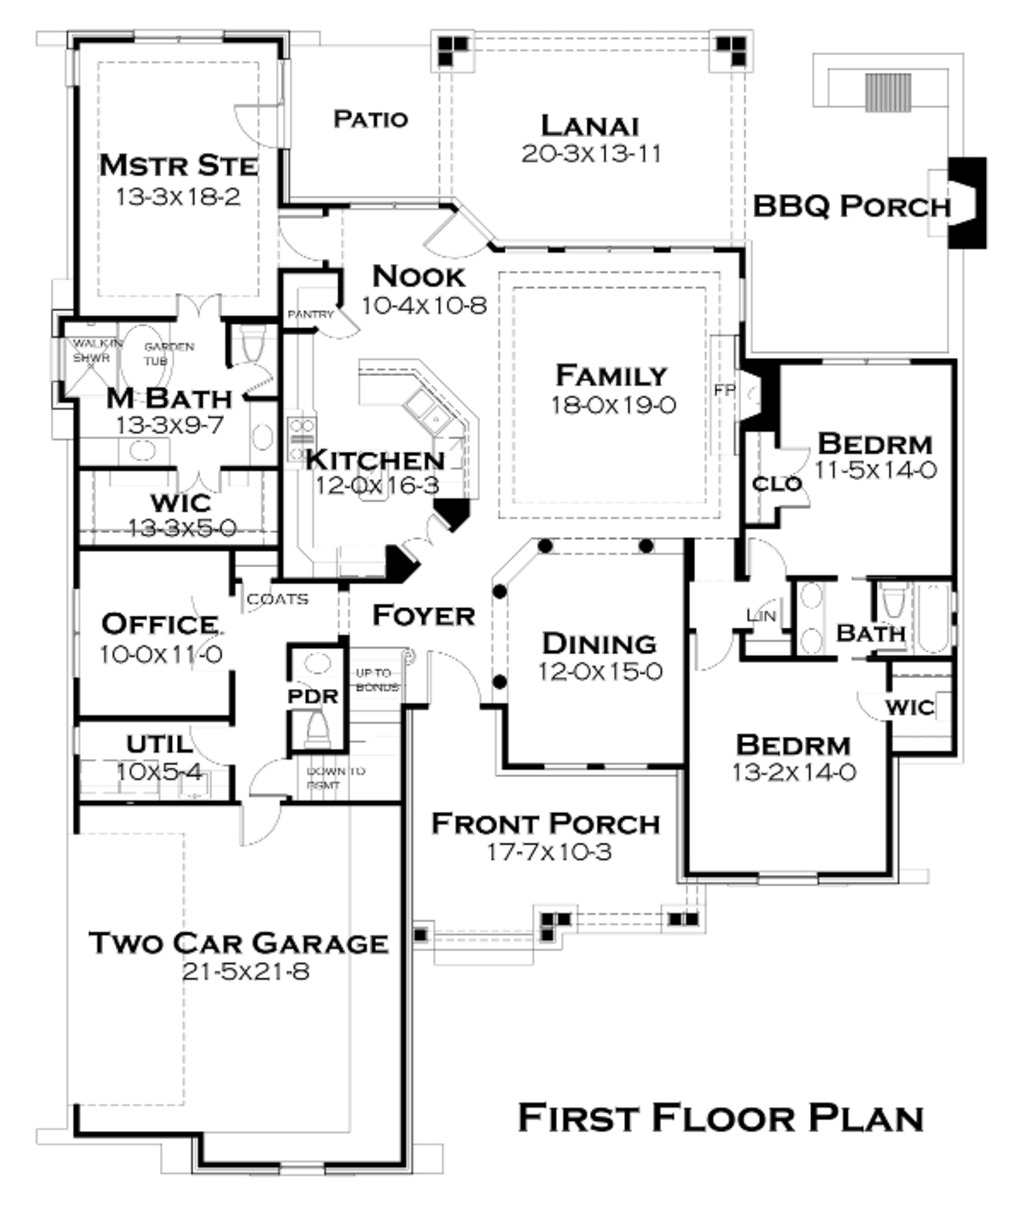 PATIO
LANAI
20-3X13-11
MSTR STE
13-3X18-2
BBQ PORCH
NOOK
10-4X10-8
PANTRY
WALK-IN
SHWR
GARDEN
TUB
M BATH
13-3X9-7
FAMILY
18-0X19-0
FP
BEDRM
11-5X14-0
CLO
KITCHEN
12-0X16-3
WIC
13-3X5-0
COATS
OFFICE
10-0X11-0
FOYER
LIN
BATH
DINING
12-0X15-0
UP TO
BONUS
PDR
WIC
UTIL
10X5-4
DOWN TO
BSMT
BEDRM
13-2X14-0
FRONT PORCH
17-7X10-3
TWO CAR GARAGE
21-5X21-8
FIRST FLOOR PLAN